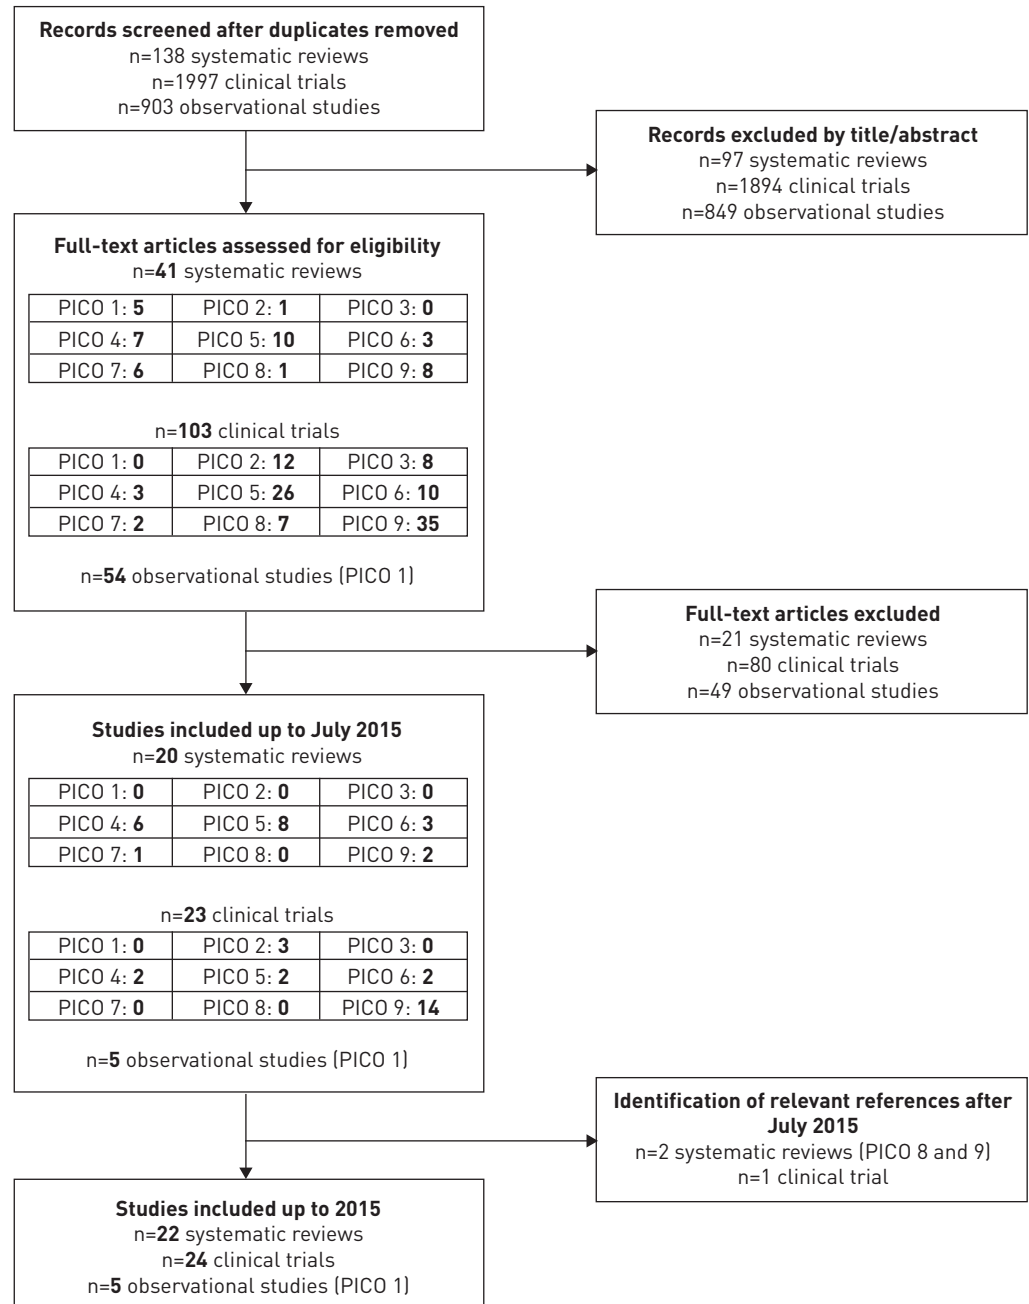 Records screened after duplicates removed
n=138 systematic reviews
n=1997 clinical trials
n=903 observational studies
Records excluded by title/abstract
n=97 systematic reviews
n=1894 clinical trials
n=849 observational studies
Full-text articles assessed for eligibility
n=41 systematic reviews
PICO 1: 5 PICO 2: 1 PICO 3: 0
PICO 4: 7 PICO 5: 10 PICO 6: 3
PICO 7: 6 PICO 8: 1 PICO 9: 8
n=103 clinical trials
PICO 1: 0 PICO 2: 12 PICO 3: 8
PICO 4: 3 PICO 5: 26 PICO 6: 10
PICO 7: 2 PICO 8: 7 PICO 9: 35
n=54 observational studies (PICO 1)
Full-text articles excluded
n=21 systematic reviews
n=80 clinical trials
n=49 observational studies
Studies included up to July 2015
n=20 systematic reviews
PICO 1: 0 PICO 2: 0 PICO 3: 0
PICO 4: 6 PICO 5: 8 PICO 6: 3
PICO 7: 1 PICO 8: 0 PICO 9: 2
n=23 clinical trials
PICO 1: 0 PICO 2: 3 PICO 3: 0
PICO 4: 2 PICO 5: 2 PICO 6: 2
PICO 7: 0 PICO 8: 0 PICO 9: 14
n=5 observational studies (PICO 1)
Identification of relevant references after
July 2015
n=2 systematic reviews (PICO 8 and 9)
n=1 clinical trial
Studies included up to 2015
n=22 systematic reviews
n=24 clinical trials
n=5 observational studies (PICO 1)